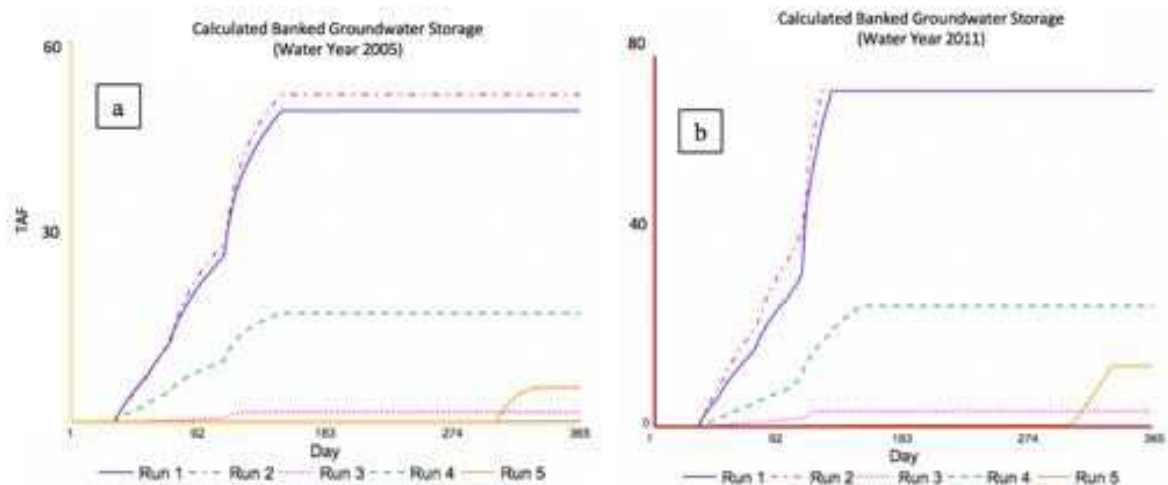 Calculated Banked Groundwater Storage
(Water Year 2005)
60
a
TAF
30
1 92 183 274 365
Day
Run 1 Run 2 Run 3 Run 4 Run 5
Calculated Banked Groundwater Storage
(Water Year 2011)
80
b
40
0
1 92 183 274 365
Day
Run 1 Run 2 Run 3 Run 4 Run 5